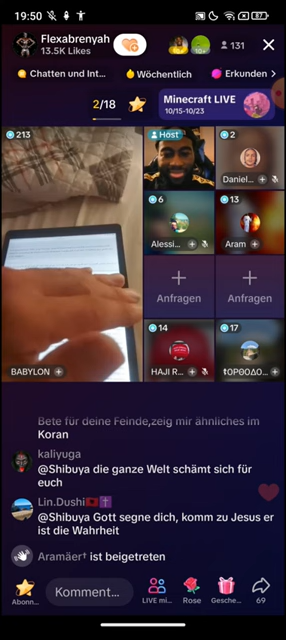 19:50
87
Flexabrenyah
13.5K Likes
131
Chatten und Int...
Wöchentlich
Erkunden
2/18
Minecraft LIVE
10/15-10/23
213
Host
2
Daniel...
6
Alessi...
13
Aram
Anfragen
Anfragen
BABYLON
14
HAJI R...
17
Bete für deine Feinde,zeig mir ähnliches im
Koran
kaliyuga
@Shibuya die ganze Welt schämt sich für
euch
Lin.Dushi
@Shibuya Gott segne dich, komm zu Jesus er
ist die Wahrheit
Aramäer† ist beigetreten
Abonn...
Komment...
LIVE mi...
Rose
Gesche...
69